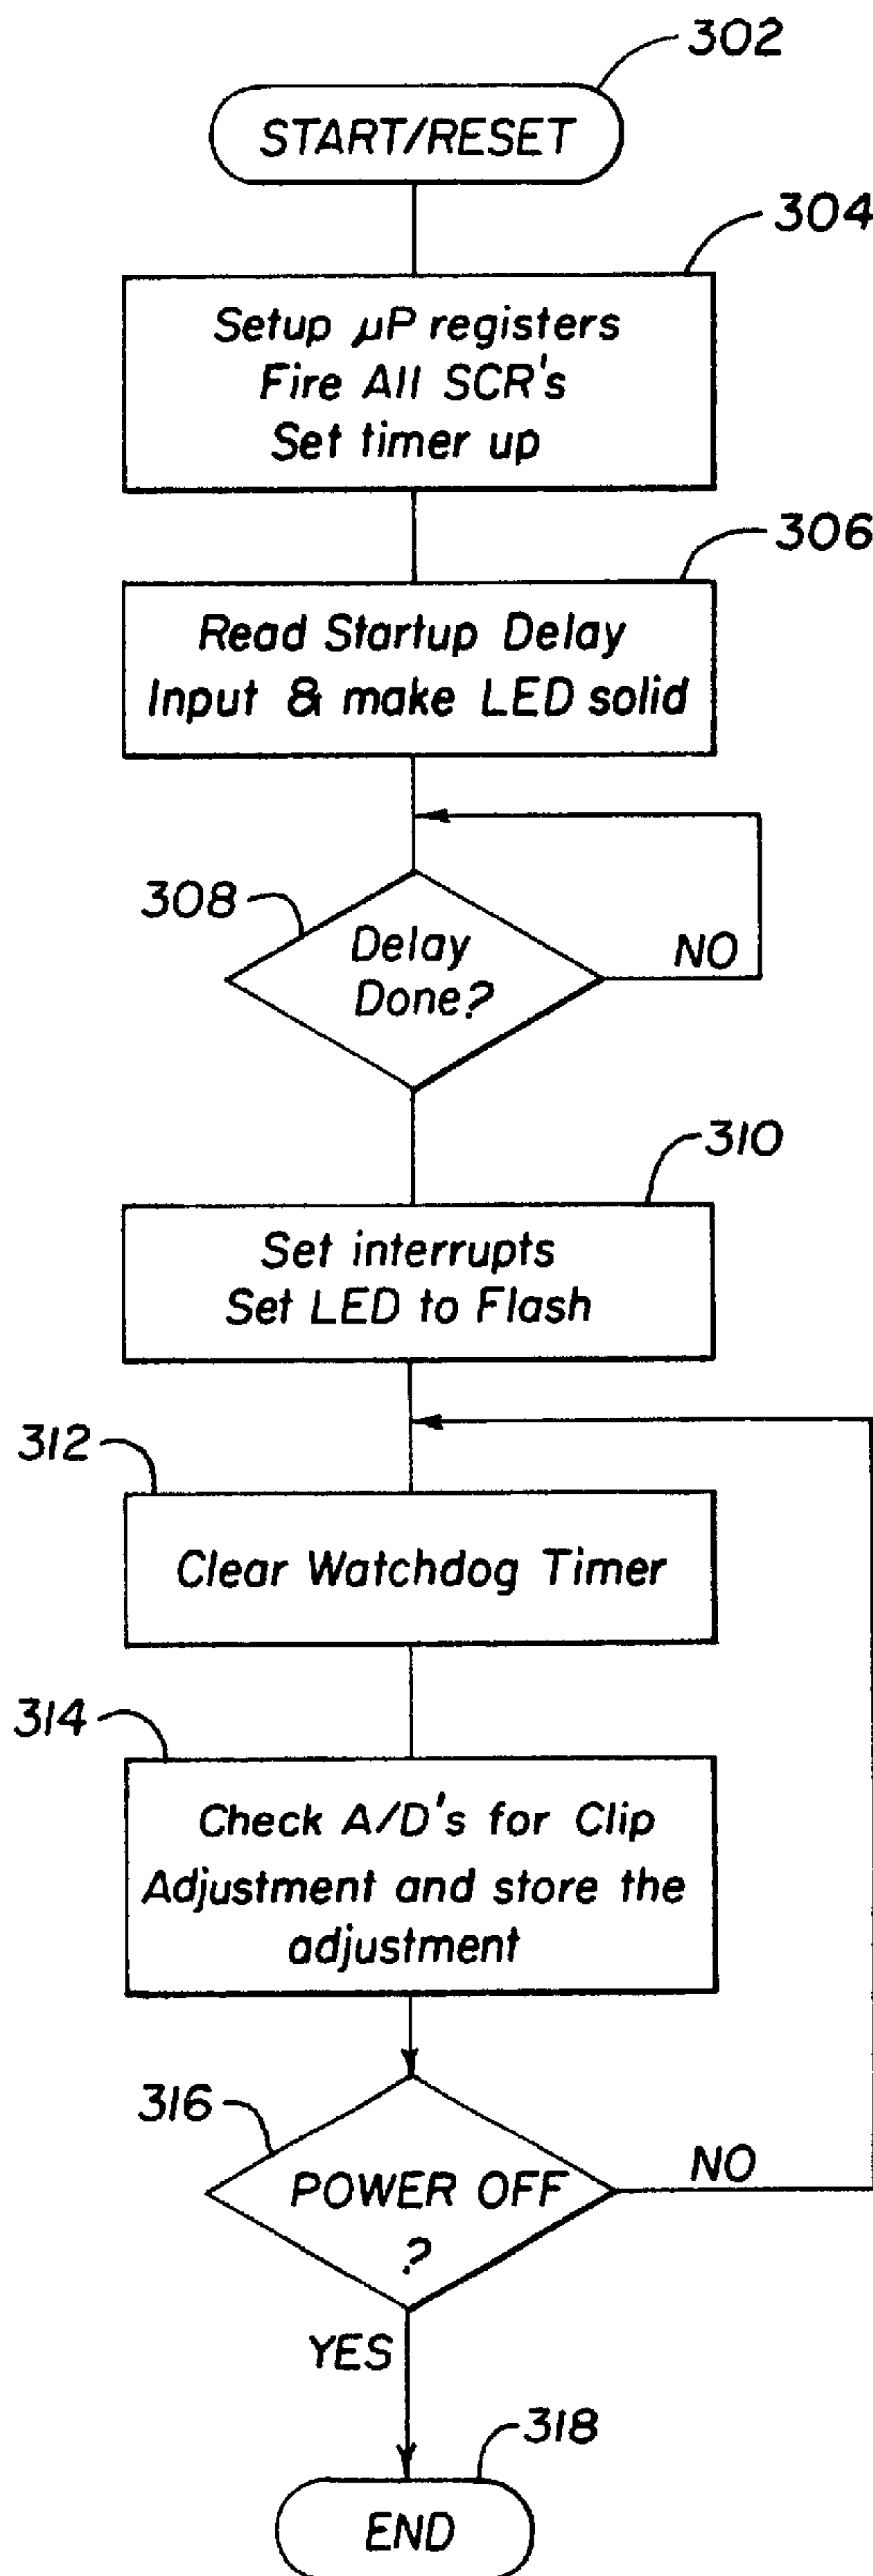 302
START/RESET
304
Setup µP registers
Fire All SCR's
Set timer up
306
Read Startup Delay
Input & make LED solid
308
Delay
Done?
NO
310
Set interrupts
Set LED to Flash
312
Clear Watchdog Timer
314
Check A/D's for Clip
Adjustment and store the
adjustment
316
POWER OFF
?
NO
YES
318
END